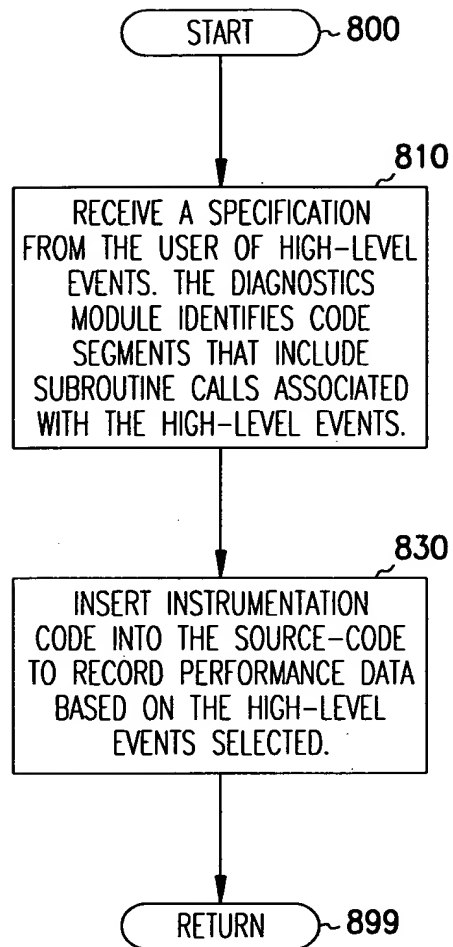 START
800
810
RECEIVE A SPECIFICATION
FROM THE USER OF HIGH-LEVEL
EVENTS. THE DIAGNOSTICS
MODULE IDENTIFIES CODE
SEGMENTS THAT INCLUDE
SUBROUTINE CALLS ASSOCIATED
WITH THE HIGH-LEVEL EVENTS.
830
INSERT INSTRUMENTATION
CODE INTO THE SOURCE-CODE
TO RECORD PERFORMANCE DATA
BASED ON THE HIGH-LEVEL
EVENTS SELECTED.
RETURN
899